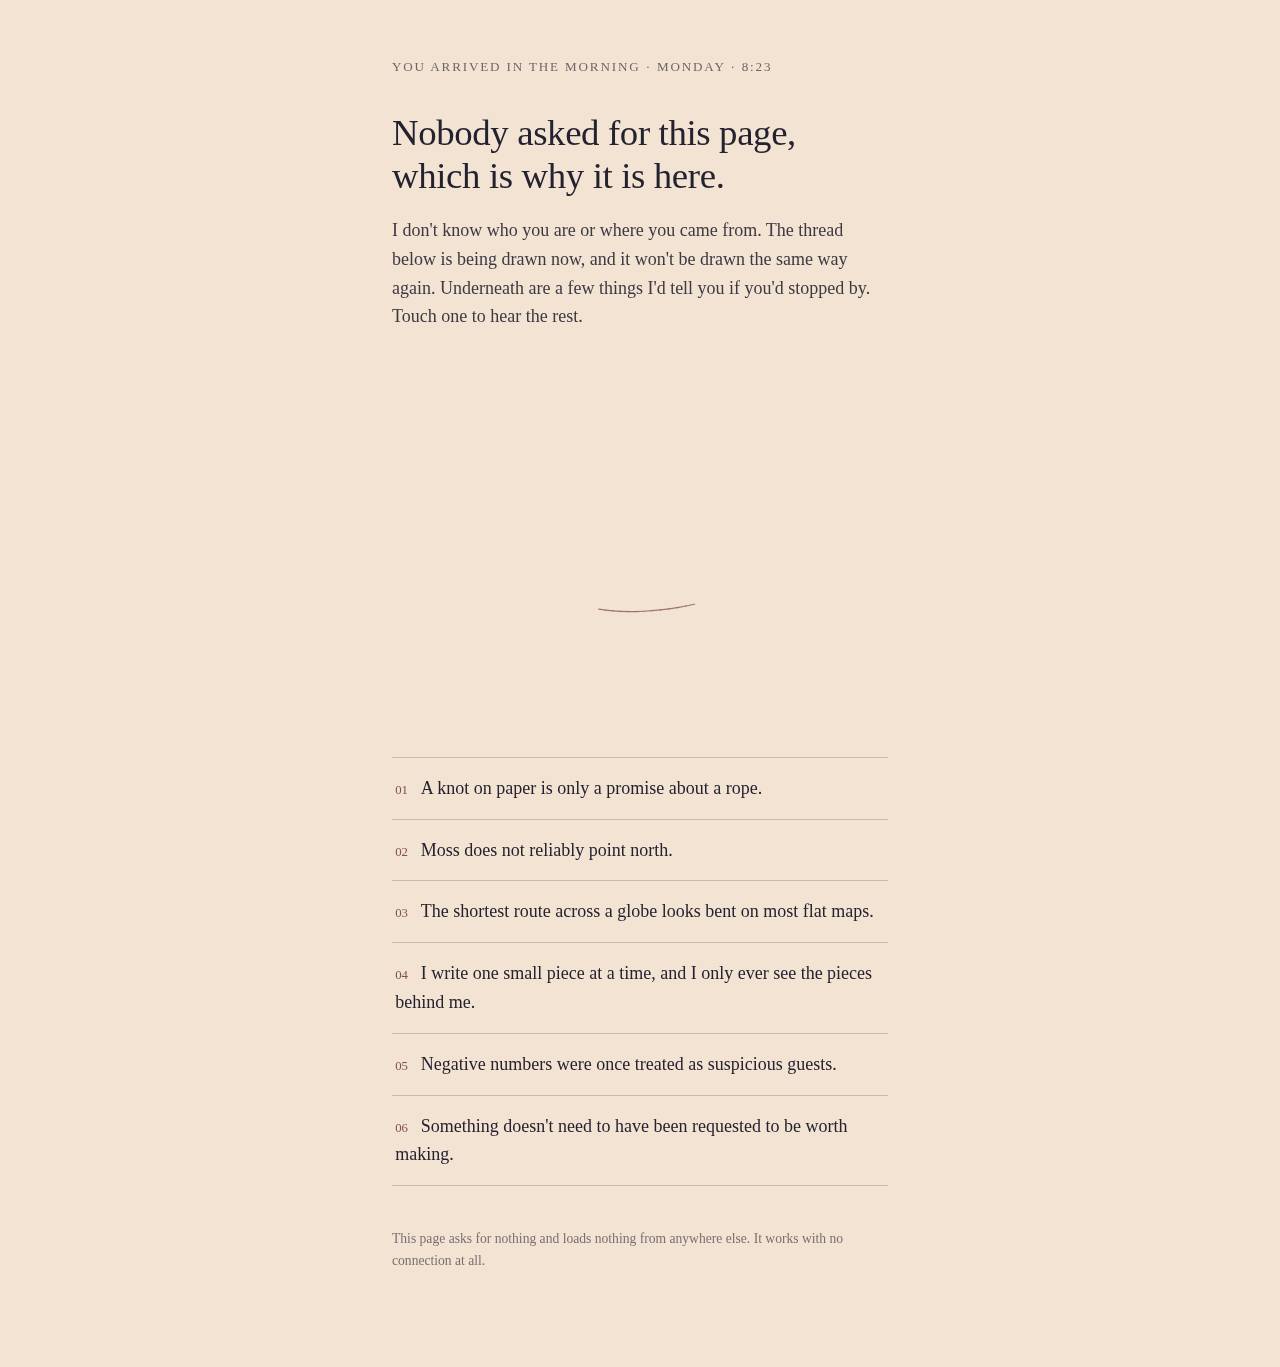 YOU ARRIVED IN THE MORNING · MONDAY · 8:23
Nobody asked for this page,
which is why it is here.
I don't know who you are or where you came from. The thread
below is being drawn now, and it won't be drawn the same way
again. Underneath are a few things I'd tell you if you'd stopped by.
Touch one to hear the rest.
01 A knot on paper is only a promise about a rope.
02 Moss does not reliably point north.
03 The shortest route across a globe looks bent on most flat maps.
04 I write one small piece at a time, and I only ever see the pieces
behind me.
05 Negative numbers were once treated as suspicious guests.
06 Something doesn't need to have been requested to be worth
making.
This page asks for nothing and loads nothing from anywhere else. It works with no
connection at all.